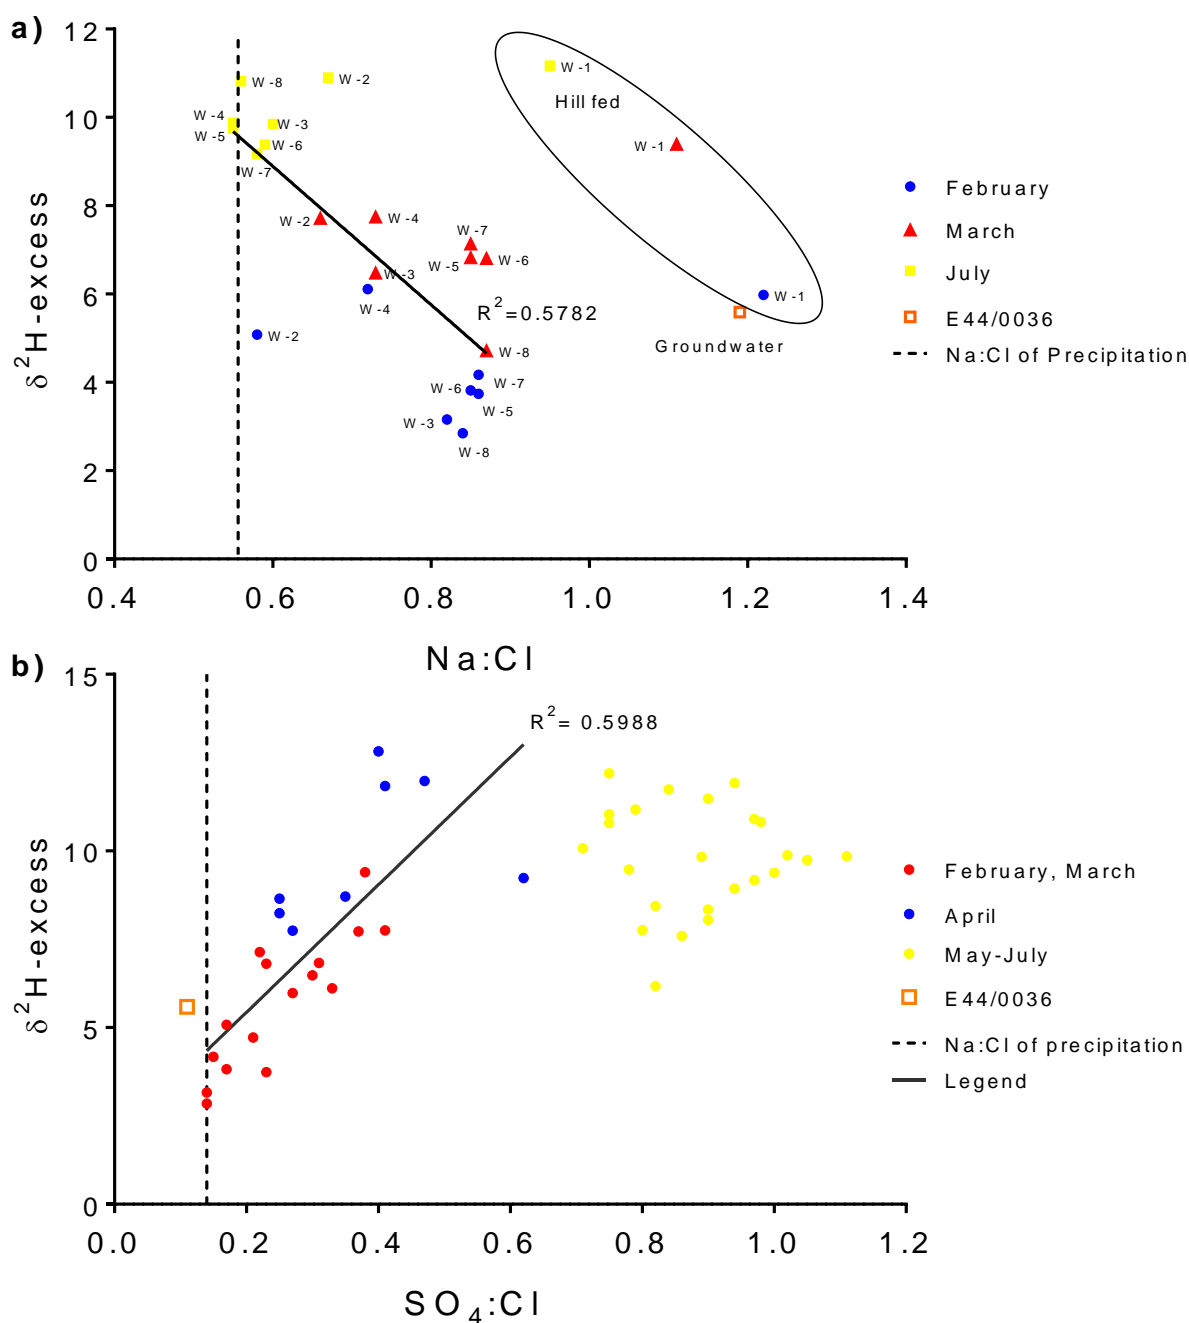 a)
12
10
8
6
4
2
0
δ²H-excess
0.4 0.6 0.8 1.0 1.2 1.4
Na:Cl
W-8
W-2
W-4
W-3
W-5
W-6
W-7
W-1
Hill fed
W-1
W-2
W-4
W-7
W-3
W-5
W-6
W-4
R²=0.5782
W-1
W-2
Groundwater
W-8
W-6
W-7
W-5
W-3
W-8
February
March
July
E44/0036
Na:Cl of Precipitation
b)
15
10
5
0
δ²H-excess
0.0 0.2 0.4 0.6 0.8 1.0 1.2
SO₄:Cl
R²= 0.5988
February, March
April
May-July
E44/0036
Na:Cl of precipitation
Legend